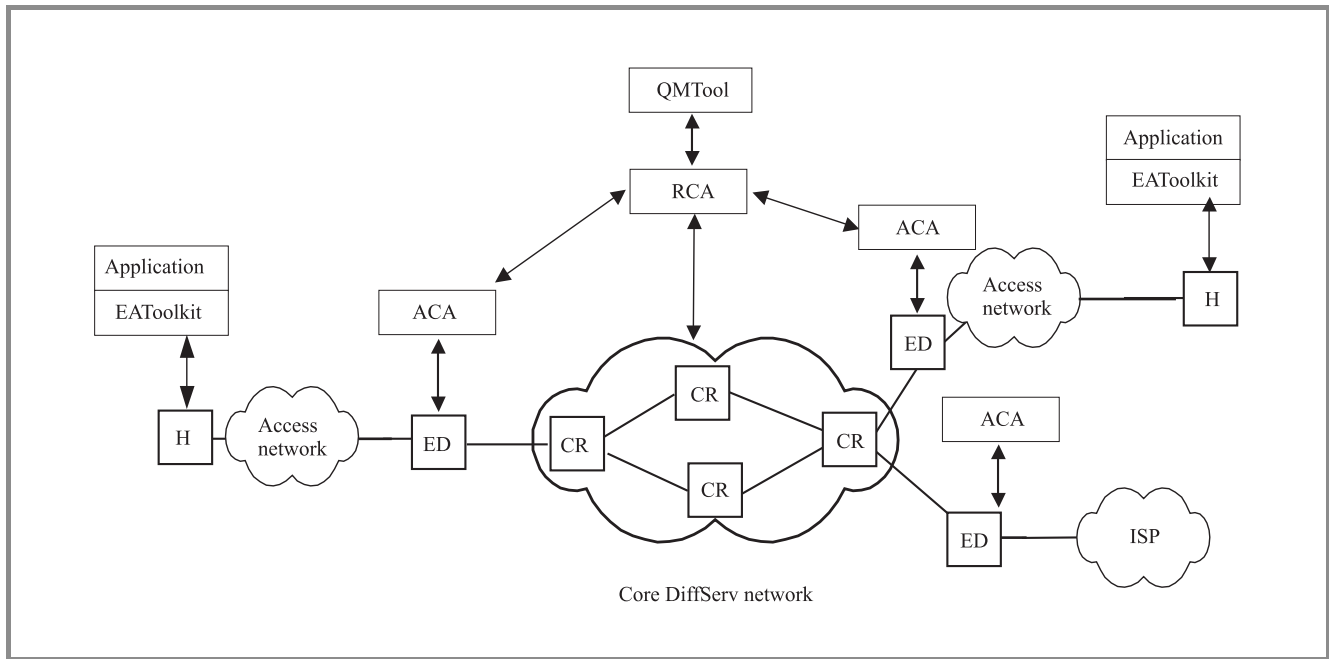 QMTool
RCA
Application
EAToolkit
ACA
Application
EAToolkit
ACA
Access
network
H
ED
CR
ACA
H
Access
network
ED
CR
CR
CR
ED
ISP
Core DiffServ network